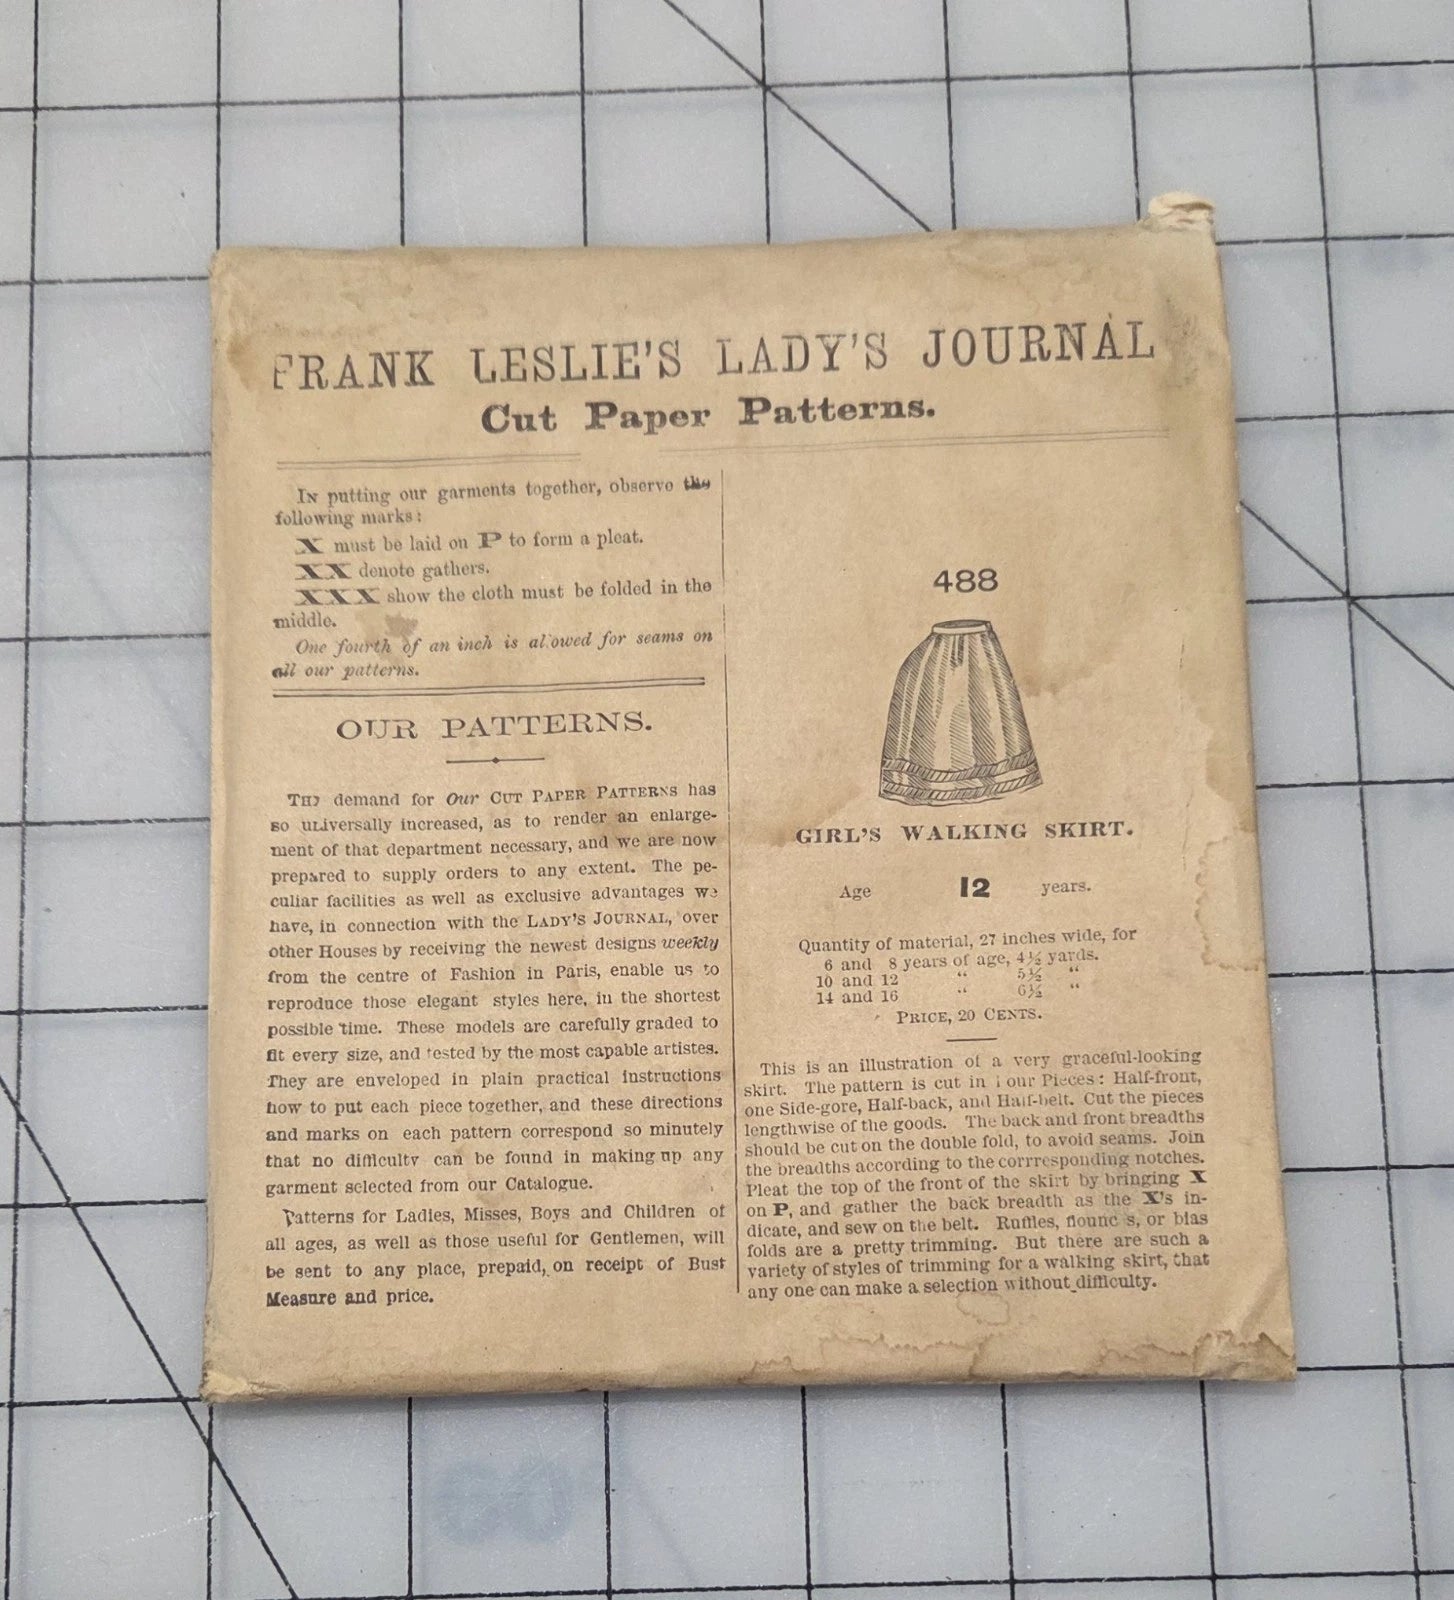 FRANK LESLIE'S LADY'S JOURNAL
Cut Paper Patterns.
IN putting our garments together, observe the
following marks:
X must be laid on P to form a pleat.
XX denote gathers.
XXX show the cloth must be folded in the
middle.
One fourth of an inch is al owed for seams on
all our patterns.
OUR PATTERNS.
THE demand for Our CUT PAPER PATTERNS has
so universally increased, as to render an enlarge-
ment of that department necessary, and we are now
prepared to supply orders to any extent. The pe-
culiar facilities as well as exclusive advantages we
have, in connection with the LADY'S JOURNAL, over
other Houses by receiving the newest designs weekly
from the centre of Fashion in Paris, enable us to
reproduce those elegant styles here, in the shortest
possible time. These models are carefully graded to
fit every size, and tested by the most capable artistes.
They are enveloped in plain practical instructions
how to put each piece together, and these directions
and marks on each pattern correspond so minutely
that no difficulty can be found in making up any
garment selected from our Catalogue.
Patterns for Ladies, Misses, Boys and Children of
all ages, as well as those useful for Gentlemen, will
be sent to any place, prepaid, on receipt of Bust
Measure and price.
488
GIRL'S WALKING SKIRT.
Age 12 years.
Quantity of material, 27 inches wide, for
6 and 8 years of age, 4½ yards.
10 and 12 " 5½ "
14 and 16 " 6½ "
PRICE, 20 CENTS.
This is an illustration of a very graceful-looking
skirt. The pattern is cut in four Pieces: Half-front,
one Side-gore, Half-back, and Half-belt. Cut the pieces
lengthwise of the goods. The back and front breadths
should be cut on the double fold, to avoid seams. Join
the breadths according to the corrresponding notches.
Pleat the top of the front of the skirt by bringing X
on P, and gather the back breadth as the X's in-
dicate, and sew on the belt. Ruffles, flounc s, or bias
folds are a pretty trimming. But there are such a
variety of styles of trimming for a walking skirt, that
any one can make a selection without difficulty.